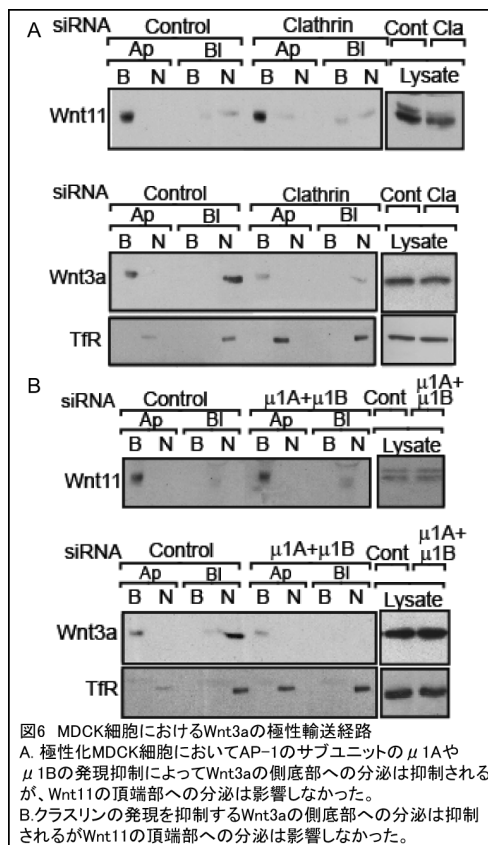 A
siRNA Control Clathrin Cont Cla
Ap Bl Ap Bl
B N B N B N B N Lysate
Wnt11
siRNA Control Clathrin Cont Cla
Ap Bl Ap Bl
B N B N B N B N Lysate
Wnt3a
TfR
B
siRNA Control μ1A+μ1B Cont μ1A+
μ1B
Ap Bl Ap Bl
B N B N B N B N Lysate
Wnt11
siRNA Control μ1A+μ1B Cont μ1A+
μ1B
Ap Bl Ap Bl
B N B N B N B N Lysate
Wnt3a
TfR
図6 MDCK細胞におけるWnt3aの極性輸送経路
A. 極性化MDCK細胞においてAP-1のサブユニットのμ1Aや
μ1Bの発現抑制によってWnt3aの側底部への分泌は抑制される
が、Wnt11の頂端部への分泌は影響しなかった。
B.クラスリンの発現を抑制するWnt3aの側底部への分泌は抑制
されるがWnt11の頂端部への分泌は影響しなかった。